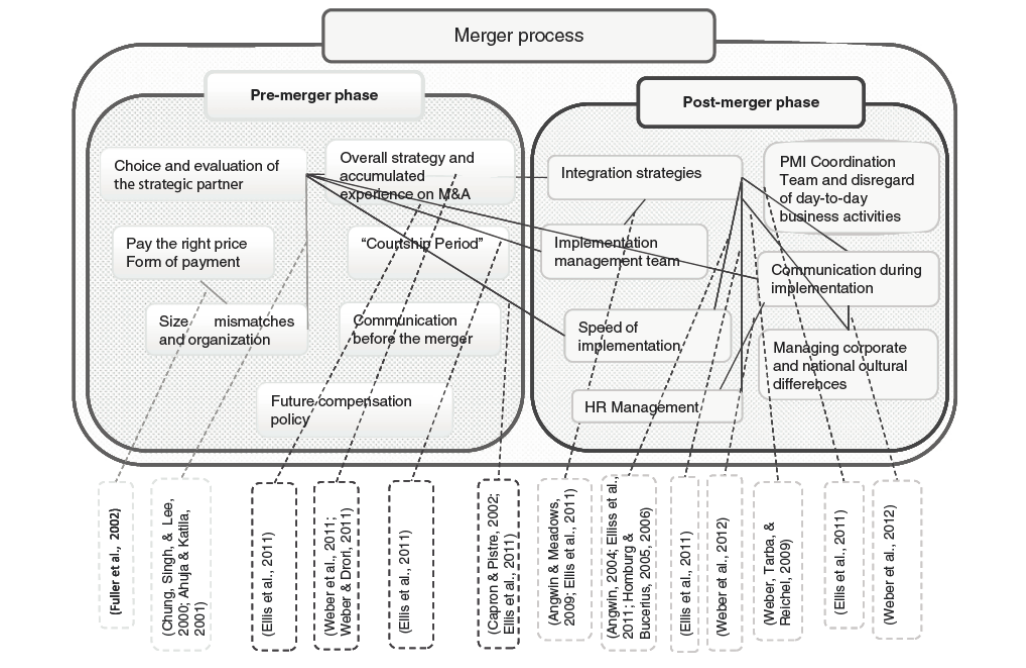 Merger process
Pre-merger phase
Choice and evaluation of
the strategic partner
Overall strategy and
accumulated
experience on M&A
Pay the right price
Form of payment
“Courtship Period”
Size mismatches
and organization
Communication
before the merger
Future compensation
policy
Post-merger phase
Integration strategies
PMI Coordination
Team and disregard
of day-to-day
business activities
Implementation
management team
Communication during
implementation
Speed of
implementation
Managing corporate
and national cultural
differences
HR Management
(Fuller et al., 2002)
(Chung, Singh, & Lee,
2000; Ahuja & Katila,
2001)
(Ellis et al., 2011)
(Weber et al., 2011;
Weber & Drori, 2011)
(Ellis et al., 2011)
(Capron & Pistre, 2002;
Ellis et al., 2011)
(Angwin & Meadows,
2009; Ellis et al., 2011)
(Angwin, 2004; Elliss et al.,
2011; Homburg &
Bucerius, 2005, 2006)
(Ellis et al., 2011)
(Weber et al., 2012)
(Weber, Tarba, &
Reichel, 2009)
(Ellis et al., 2011)
(Weber et al., 2012)